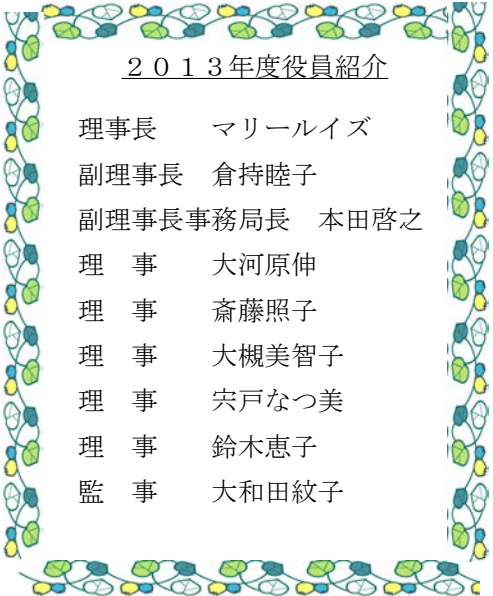 ２０１３年度役員紹介
理事長　　マリールイズ
副理事長　倉持睦子
副理事長事務局長　本田啓之
理　事　　大河原伸
理　事　　斎藤照子
理　事　　大槻美智子
理　事　　宍戸なつ美
理　事　　鈴木恵子
監　事　　大和田紋子